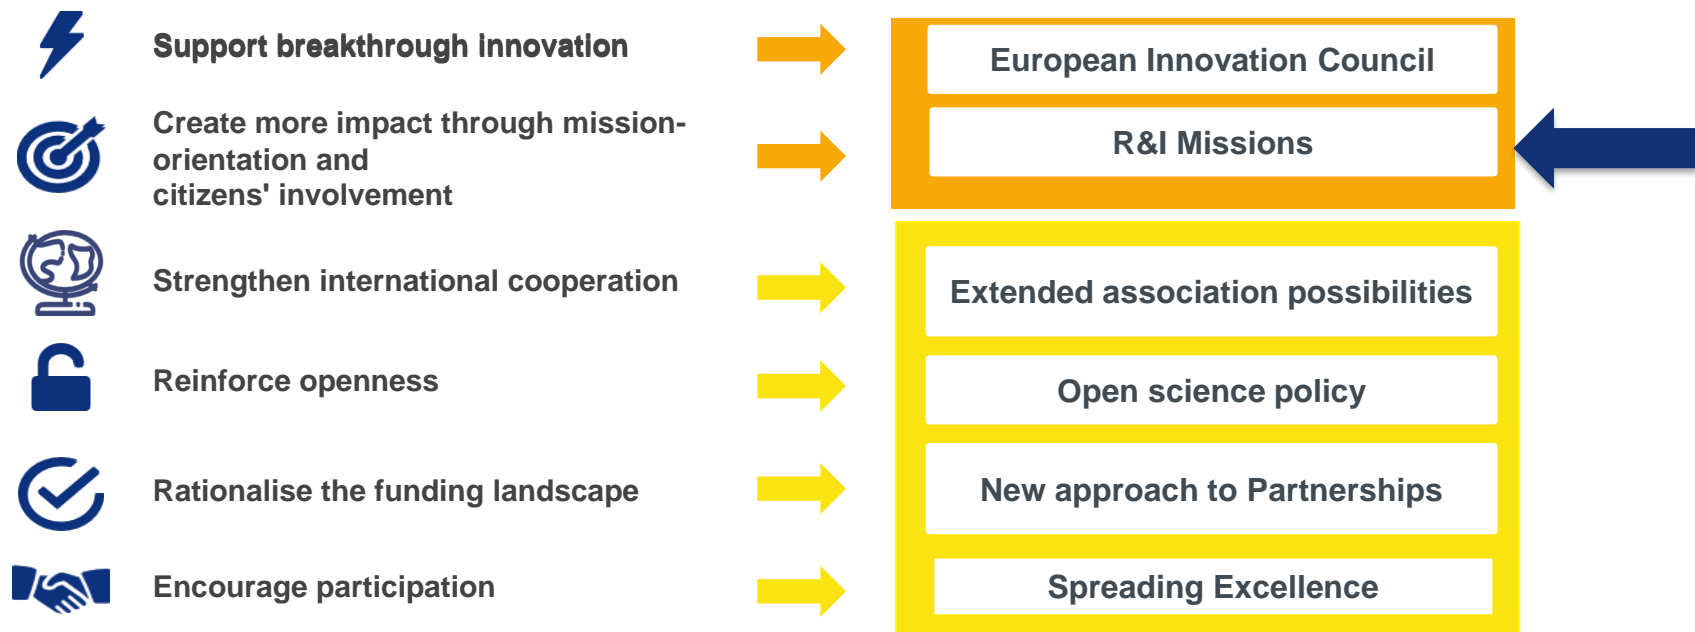 Support breakthrough innovation
European Innovation Council
Create more impact through mission-
orientation and
citizens' involvement
R&I Missions
Strengthen international cooperation
Extended association possibilities
Reinforce openness
Open science policy
Rationalise the funding landscape
New approach to Partnerships
Encourage participation
Spreading Excellence